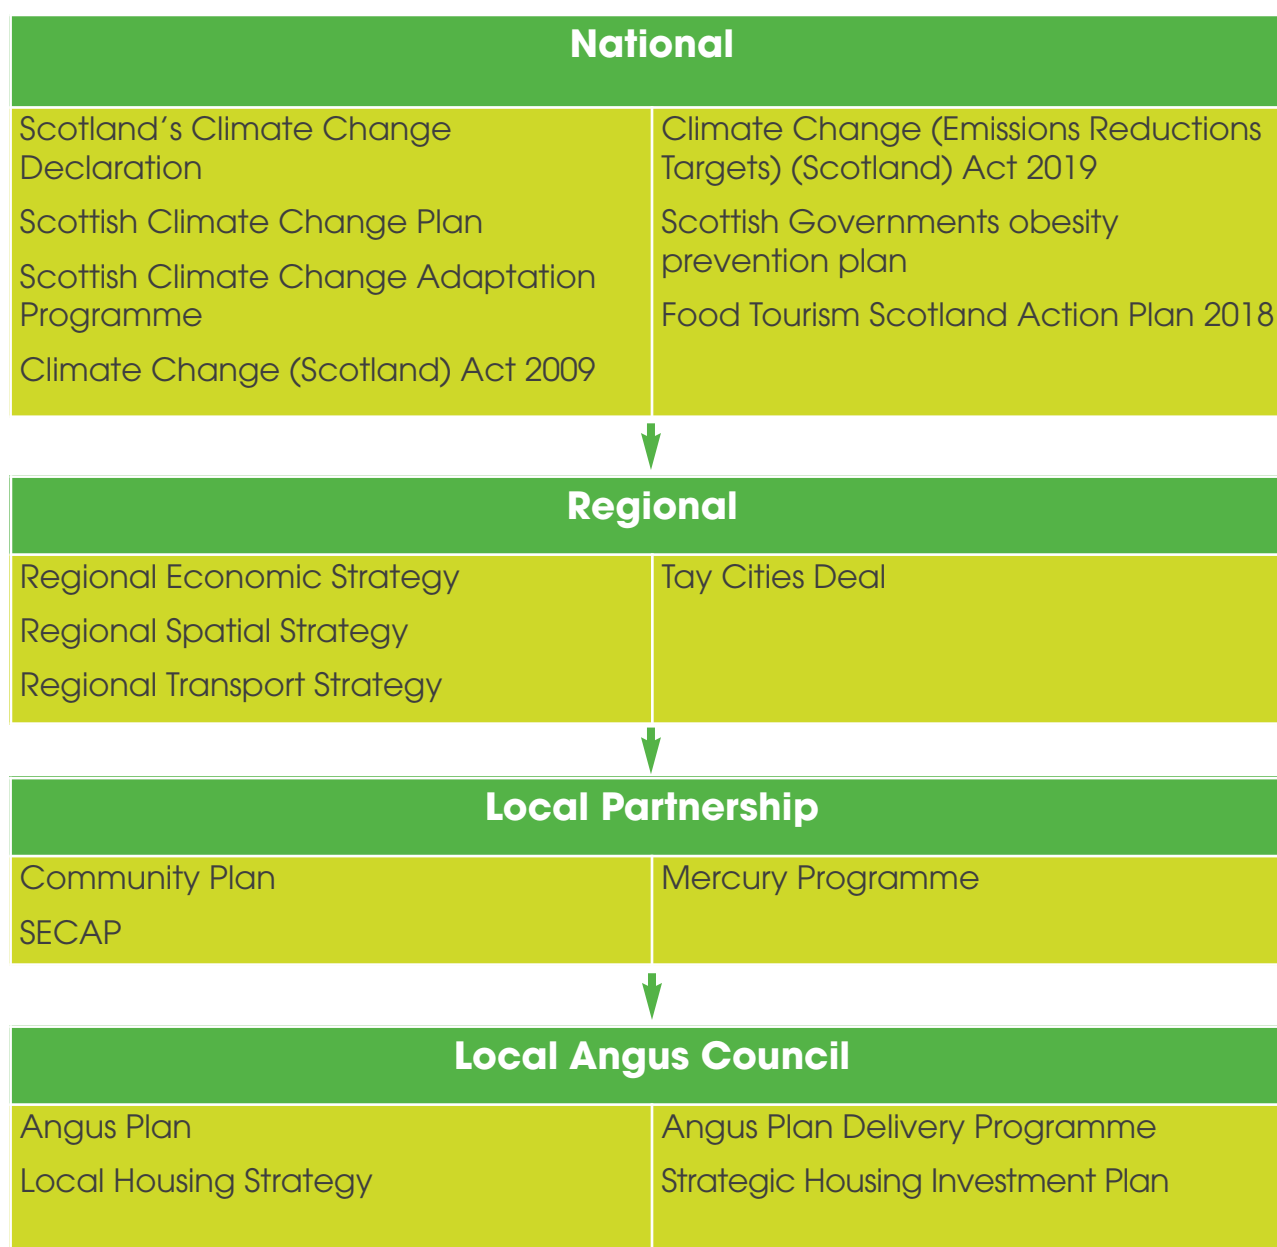 National
Scotland’s Climate Change
Declaration
Scottish Climate Change Plan
Scottish Climate Change Adaptation
Programme
Climate Change (Scotland) Act 2009
Climate Change (Emissions Reductions
Targets) (Scotland) Act 2019
Scottish Governments obesity
prevention plan
Food Tourism Scotland Action Plan 2018
Regional
Regional Economic Strategy
Regional Spatial Strategy
Regional Transport Strategy
Tay Cities Deal
Local Partnership
Community Plan
SECAP
Mercury Programme
Local Angus Council
Angus Plan
Local Housing Strategy
Angus Plan Delivery Programme
Strategic Housing Investment Plan